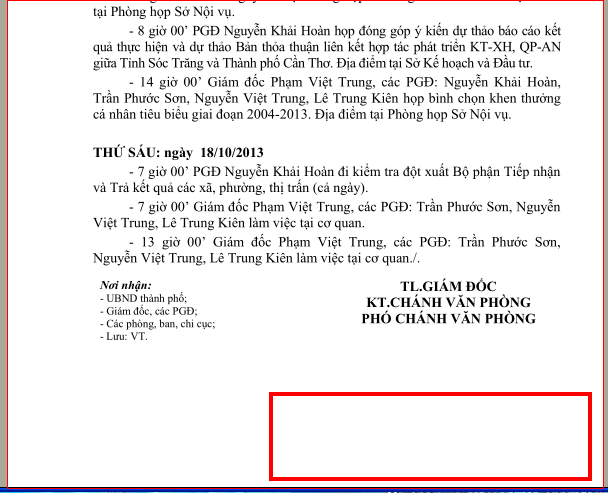 tại Phòng họp Sở Nội vụ.
- 8 giờ 00’ PGĐ Nguyễn Khải Hoàn họp đóng góp ý kiến dự thảo báo cáo kết
quả thực hiện và dự thảo Bản thỏa thuận liên kết hợp tác phát triển KT-XH, QP-AN
giữa Tỉnh Sóc Trăng và Thành phố Cần Thơ. Địa điểm tại Sở Kế hoạch và Đầu tư.
- 14 giờ 00’ Giám đốc Phạm Việt Trung, các PGĐ: Nguyễn Khải Hoàn,
Trần Phước Sơn, Nguyễn Việt Trung, Lê Trung Kiên họp bình chọn khen thưởng
cá nhân tiêu biểu giai đoạn 2004-2013. Địa điểm tại Phòng họp Sở Nội vụ.
THỨ SÁU: ngày 18/10/2013
- 7 giờ 00’ PGĐ Nguyễn Khải Hoàn đi kiểm tra đột xuất Bộ phận Tiếp nhận
và Trả kết quả các xã, phường, thị trấn (cả ngày).
- 7 giờ 00’ Giám đốc Phạm Việt Trung, các PGĐ: Trần Phước Sơn, Nguyễn
Việt Trung, Lê Trung Kiên làm việc tại cơ quan.
- 13 giờ 00’ Giám đốc Phạm Việt Trung, các PGĐ: Trần Phước Sơn,
Nguyễn Việt Trung, Lê Trung Kiên làm việc tại cơ quan./.
Nơi nhận:
- UBND thành phố;
- Giám đốc, các PGĐ;
- Các phòng, ban, chi cục;
- Lưu: VT.
TL.GIÁM ĐỐC
KT.CHÁNH VĂN PHÒNG
PHÓ CHÁNH VĂN PHÒNG